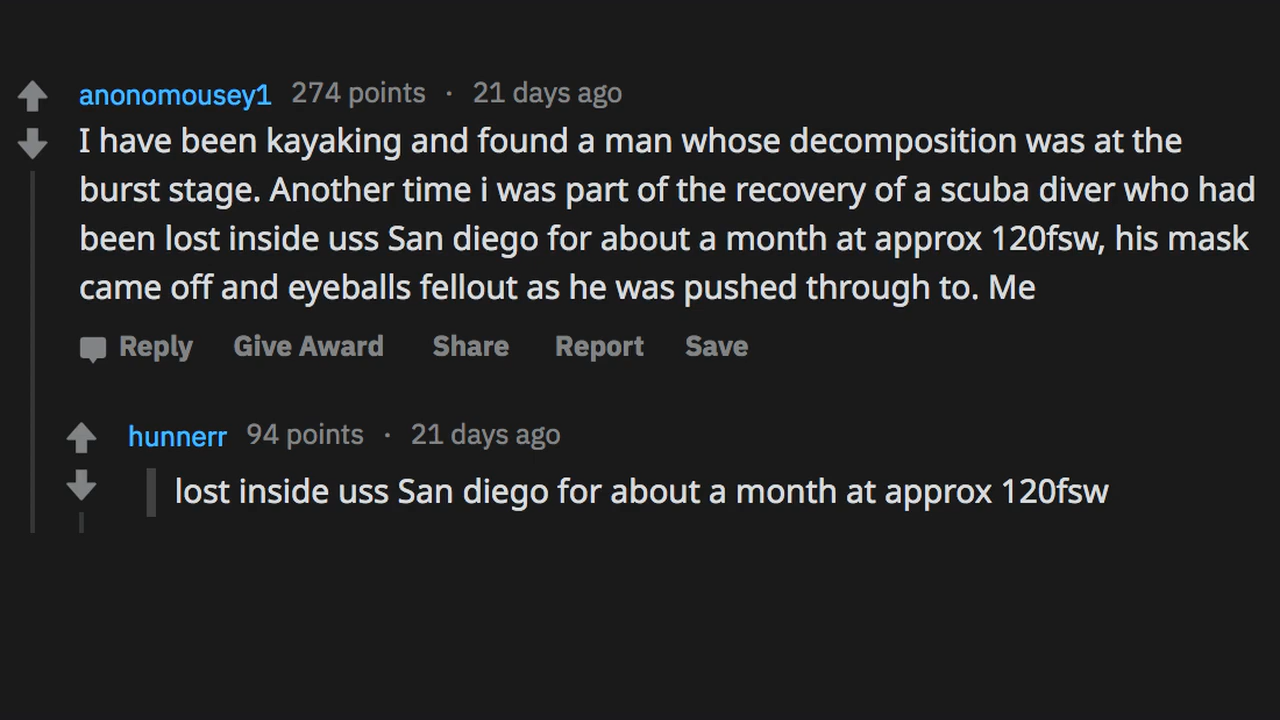 anonomousey1 274 points · 21 days ago
I have been kayaking and found a man whose decomposition was at the
burst stage. Another time i was part of the recovery of a scuba diver who had
been lost inside uss San diego for about a month at approx 120fsw, his mask
came off and eyeballs fellout as he was pushed through to. Me
Reply Give Award Share Report Save
hunnerr 94 points · 21 days ago
lost inside uss San diego for about a month at approx 120fsw